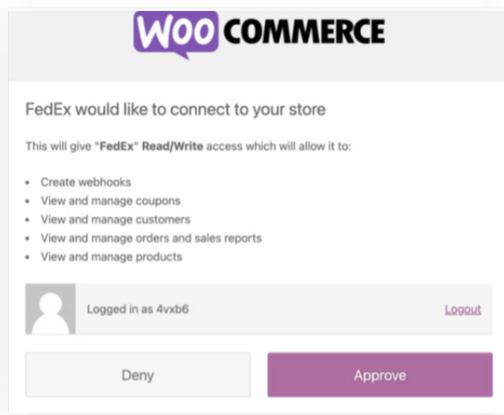 WOO COMMERCE
FedEx would like to connect to your store
This will give "FedEx" Read/Write access which will allow it to:
• Create webhooks
• View and manage coupons
• View and manage customers
• View and manage orders and sales reports
• View and manage products
Logged in as 4vxb6
Logout
Deny
Approve